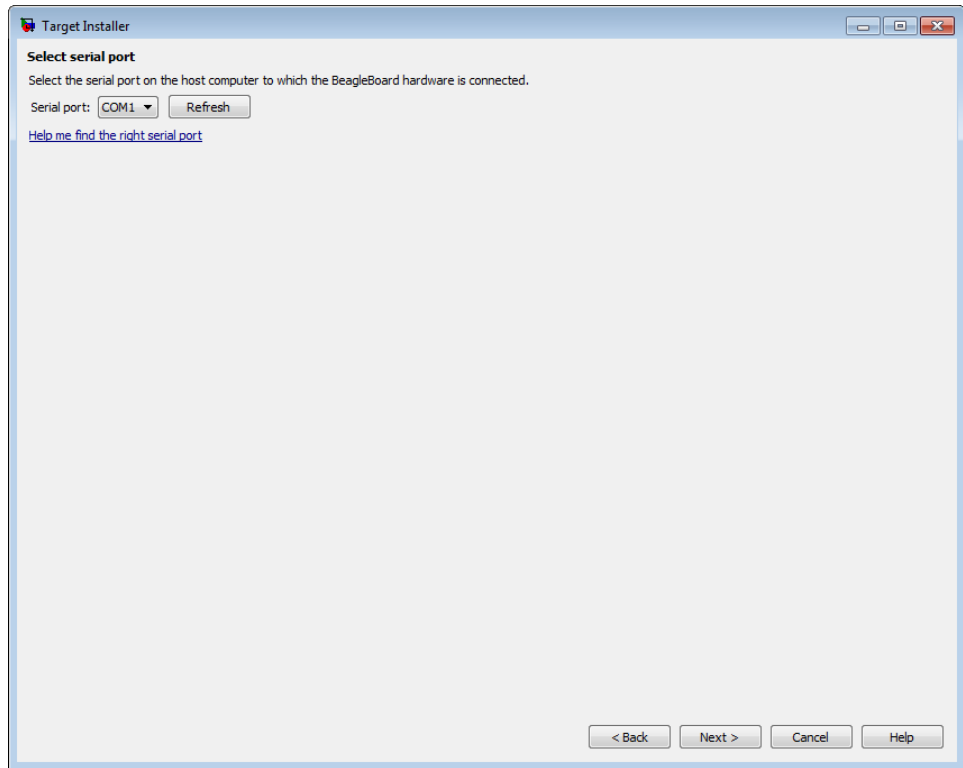 Target Installer
Select serial port
Select the serial port on the host computer to which the BeagleBoard hardware is connected.
Serial port: COM1 Refresh
Help me find the right serial port
< Back Next > Cancel Help